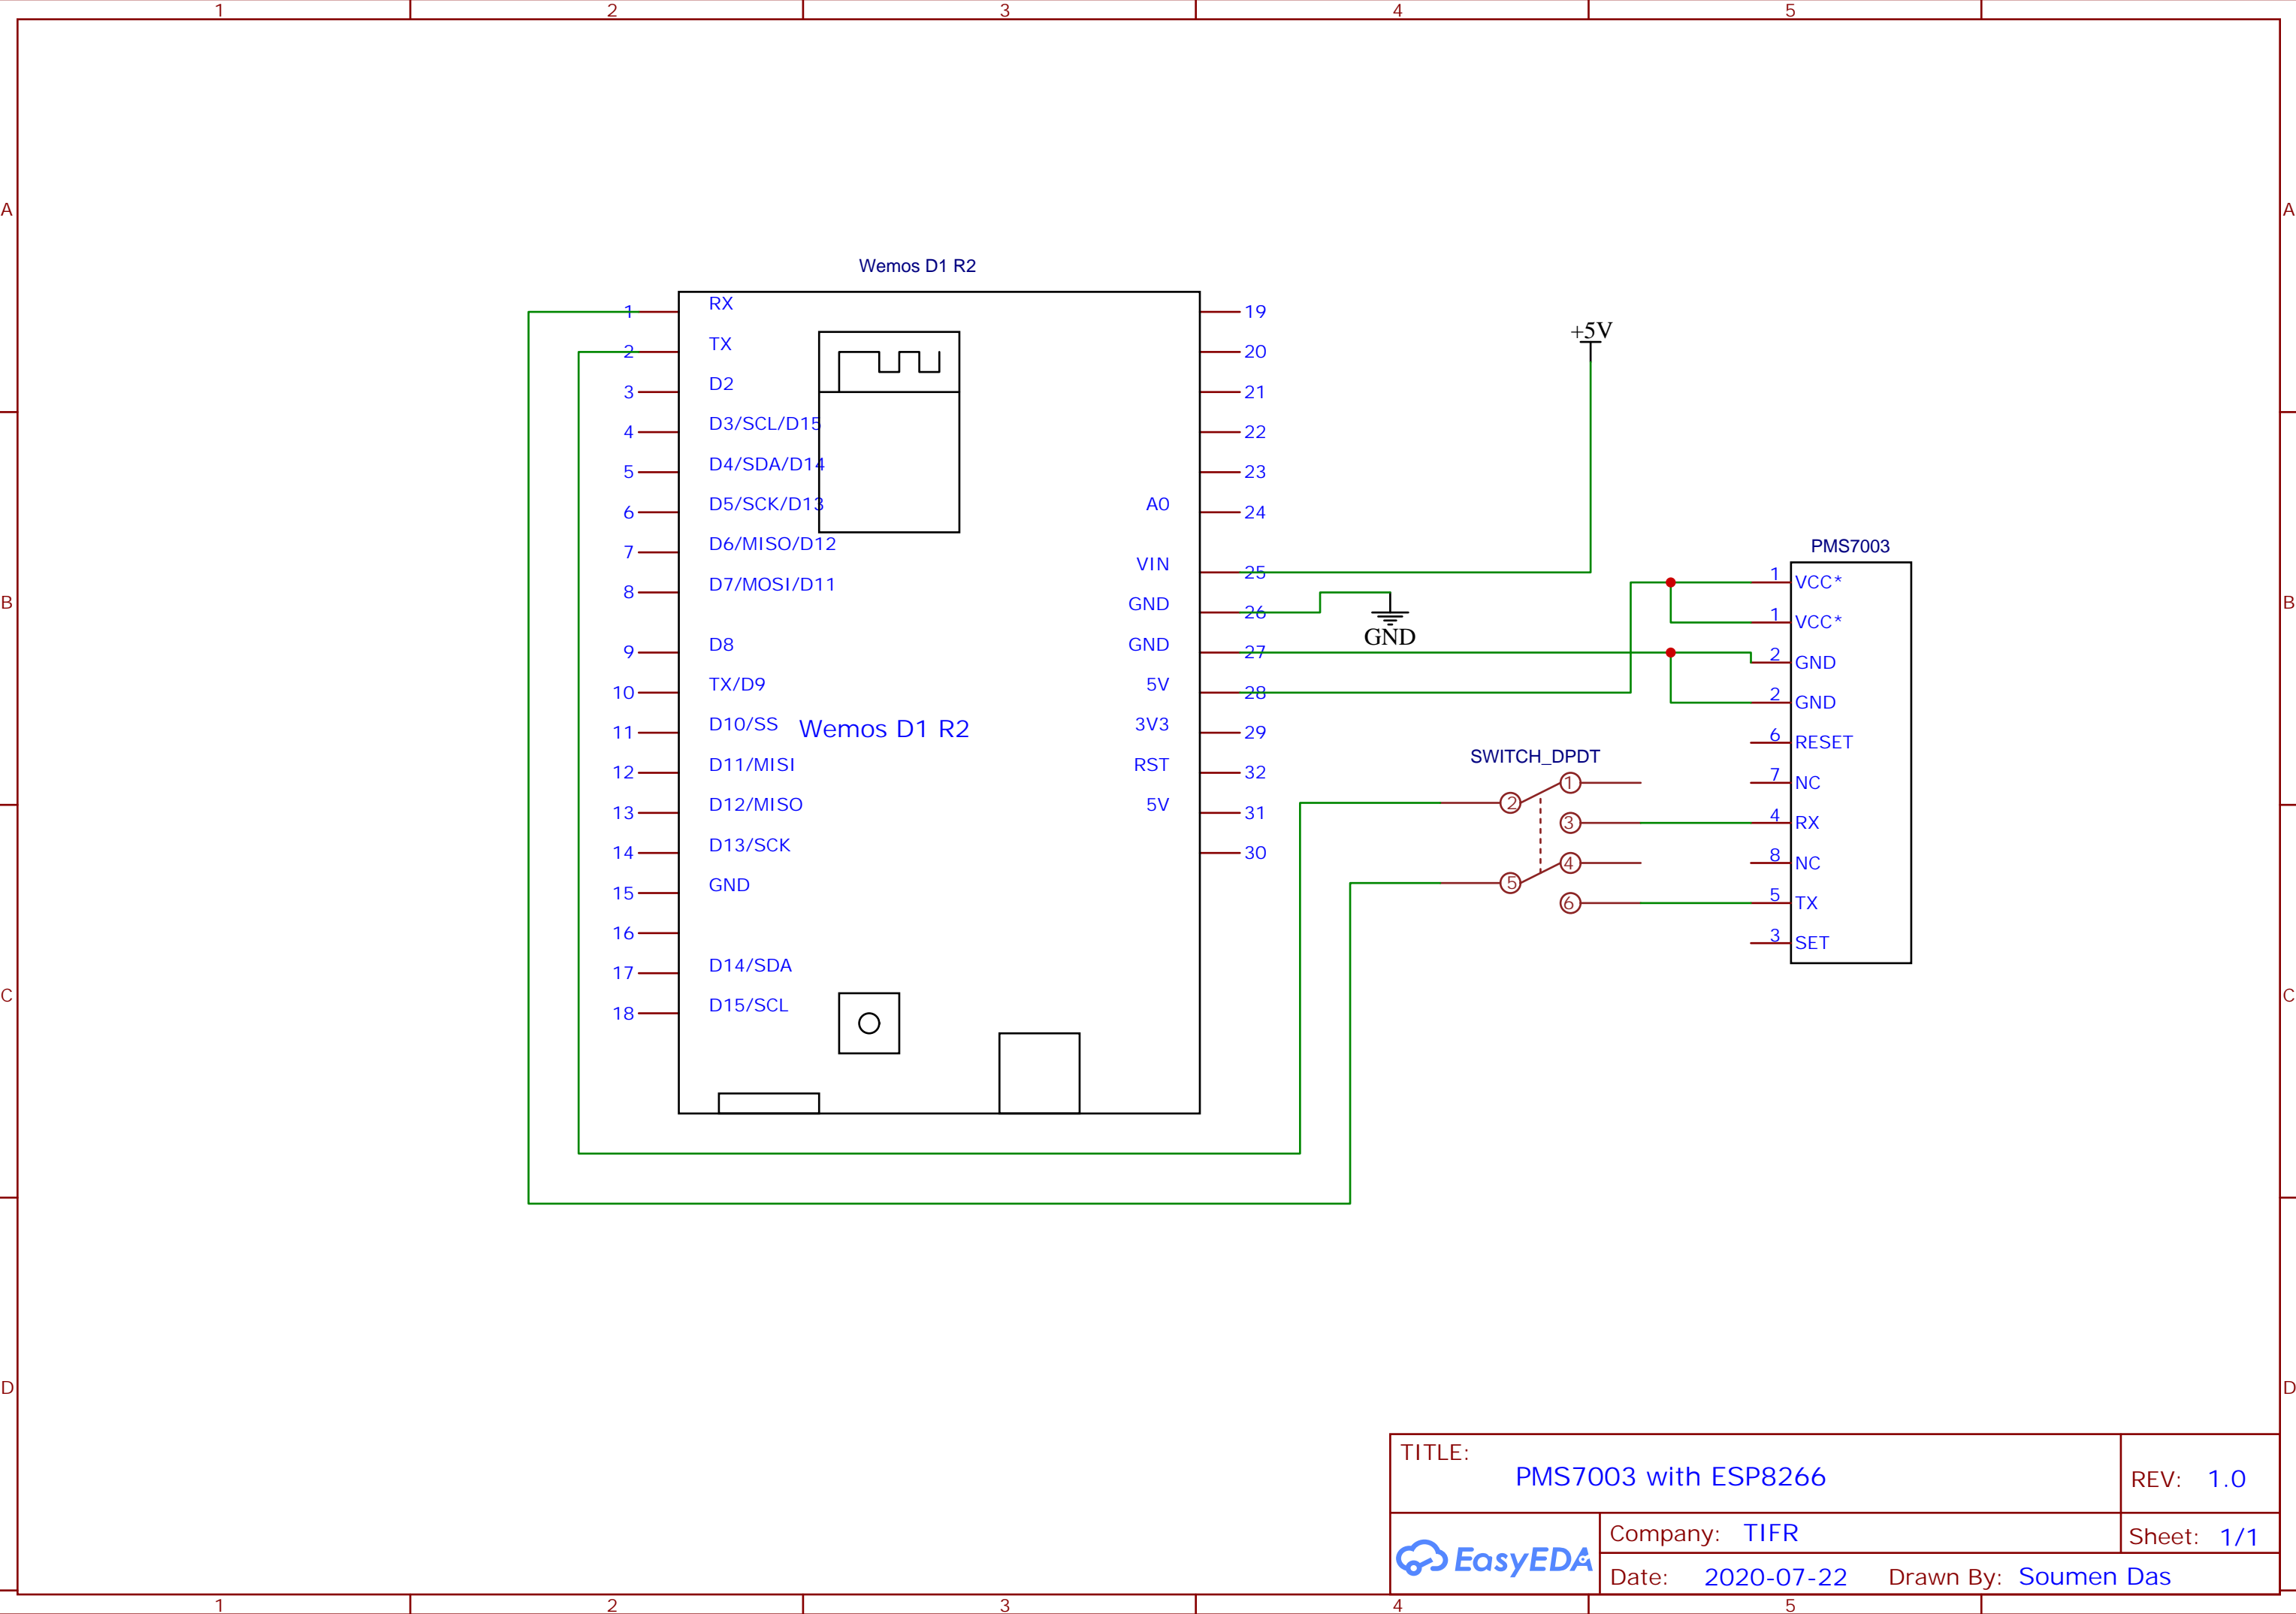 1 2 3 4 5
A A
B B
C C
D D
Wemos D1 R2
1 RX
2 TX
3 D2
4 D3/SCL/D15
5 D4/SDA/D14
6 D5/SCK/D13
7 D6/MISO/D12
8 D7/MOSI/D11
9 D8
10 TX/D9
11 D10/SS
12 D11/MISI
13 D12/MISO
14 D13/SCK
15 GND
16
17 D14/SDA
18 D15/SCL
Wemos D1 R2
19
20
21
22
23
A0 24
VIN 25
GND 26
GND 27
5V 28
3V3 29
RST 32
5V 31
30
+5V
GND
SWITCH_DPDT
1
2
3
4
5
6
PMS7003
1 VCC*
1 VCC*
2 GND
2 GND
6 RESET
7 NC
4 RX
8 NC
5 TX
3 SET
TITLE:
PMS7003 with ESP8266
REV: 1.0
EasyEDA
Company: TIFR
Sheet: 1/1
Date: 2020-07-22 Drawn By: Soumen Das
1 2 3 4 5